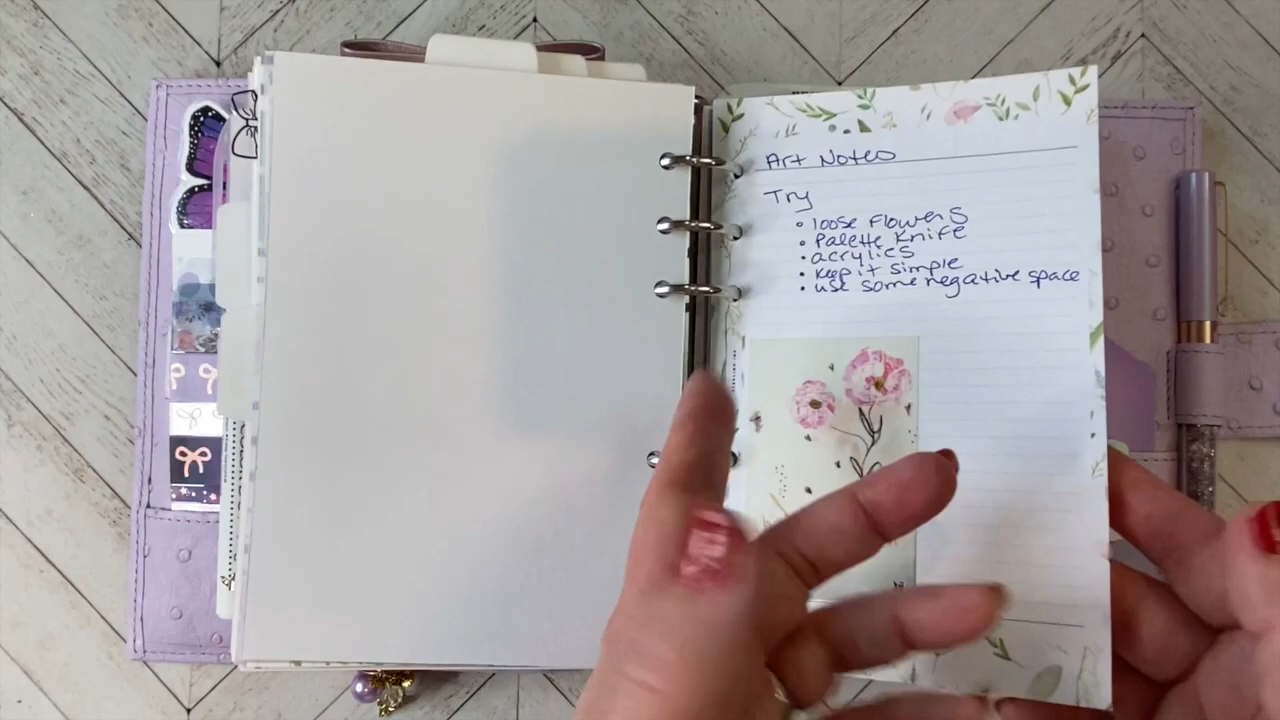 Art Notes
Try
• loose Flowers
• Palette Knife
• acrylics
• keep it simple
• use some negative space